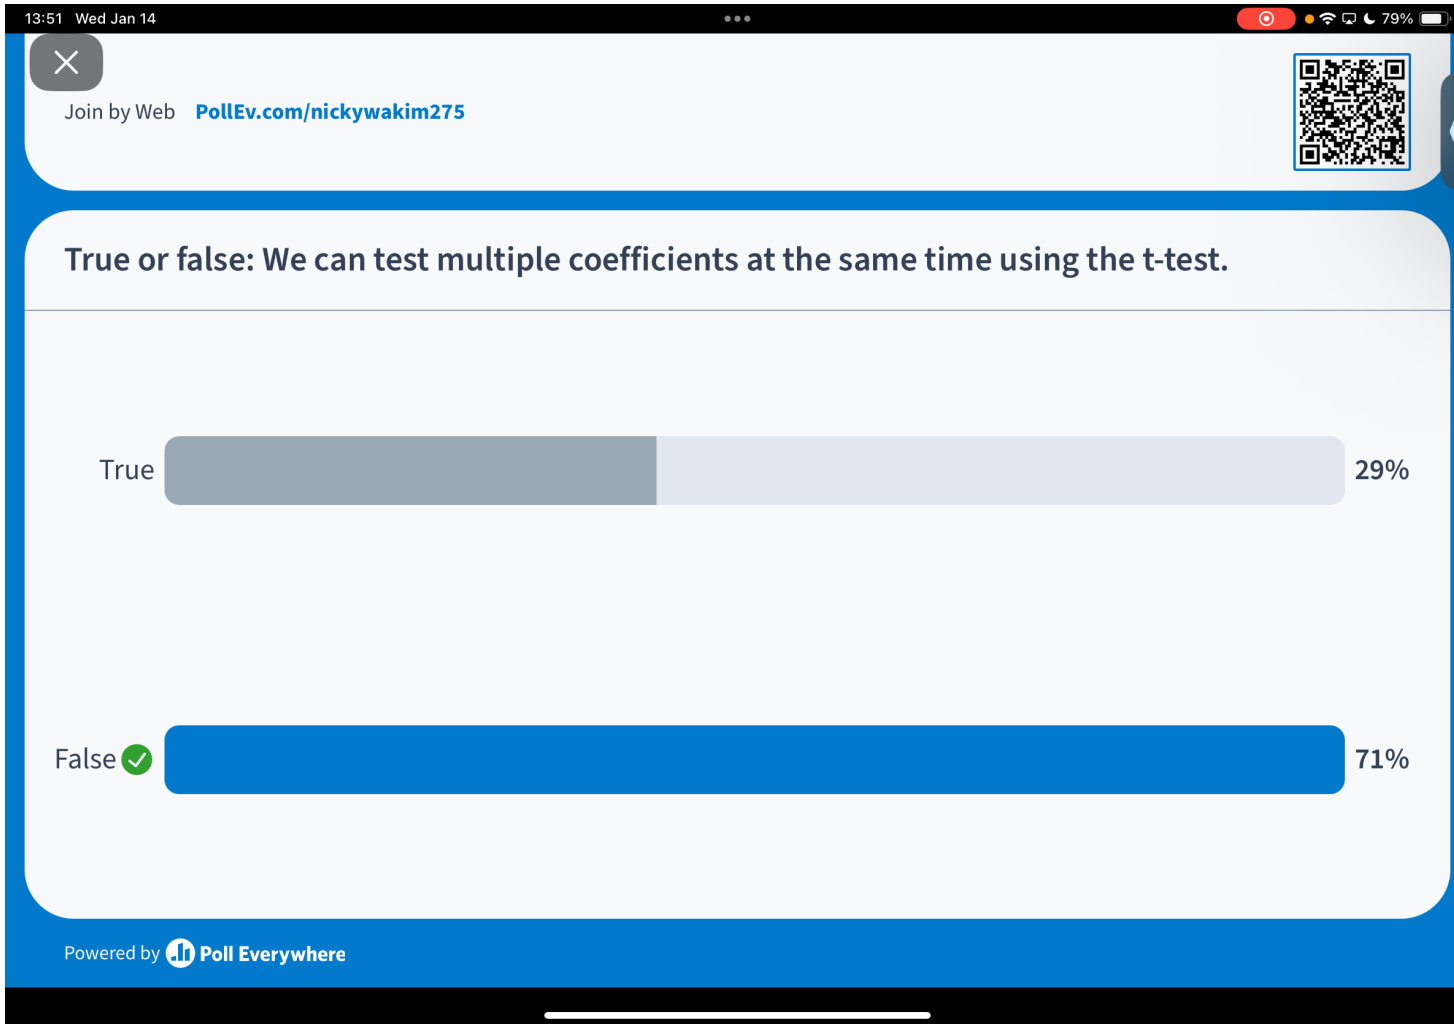 13:51 Wed Jan 14
79%
Join by Web PollEv.com/nickywakim275
True or false: We can test multiple coefficients at the same time using the t-test.
True 29%
False 71%
Powered by Poll Everywhere